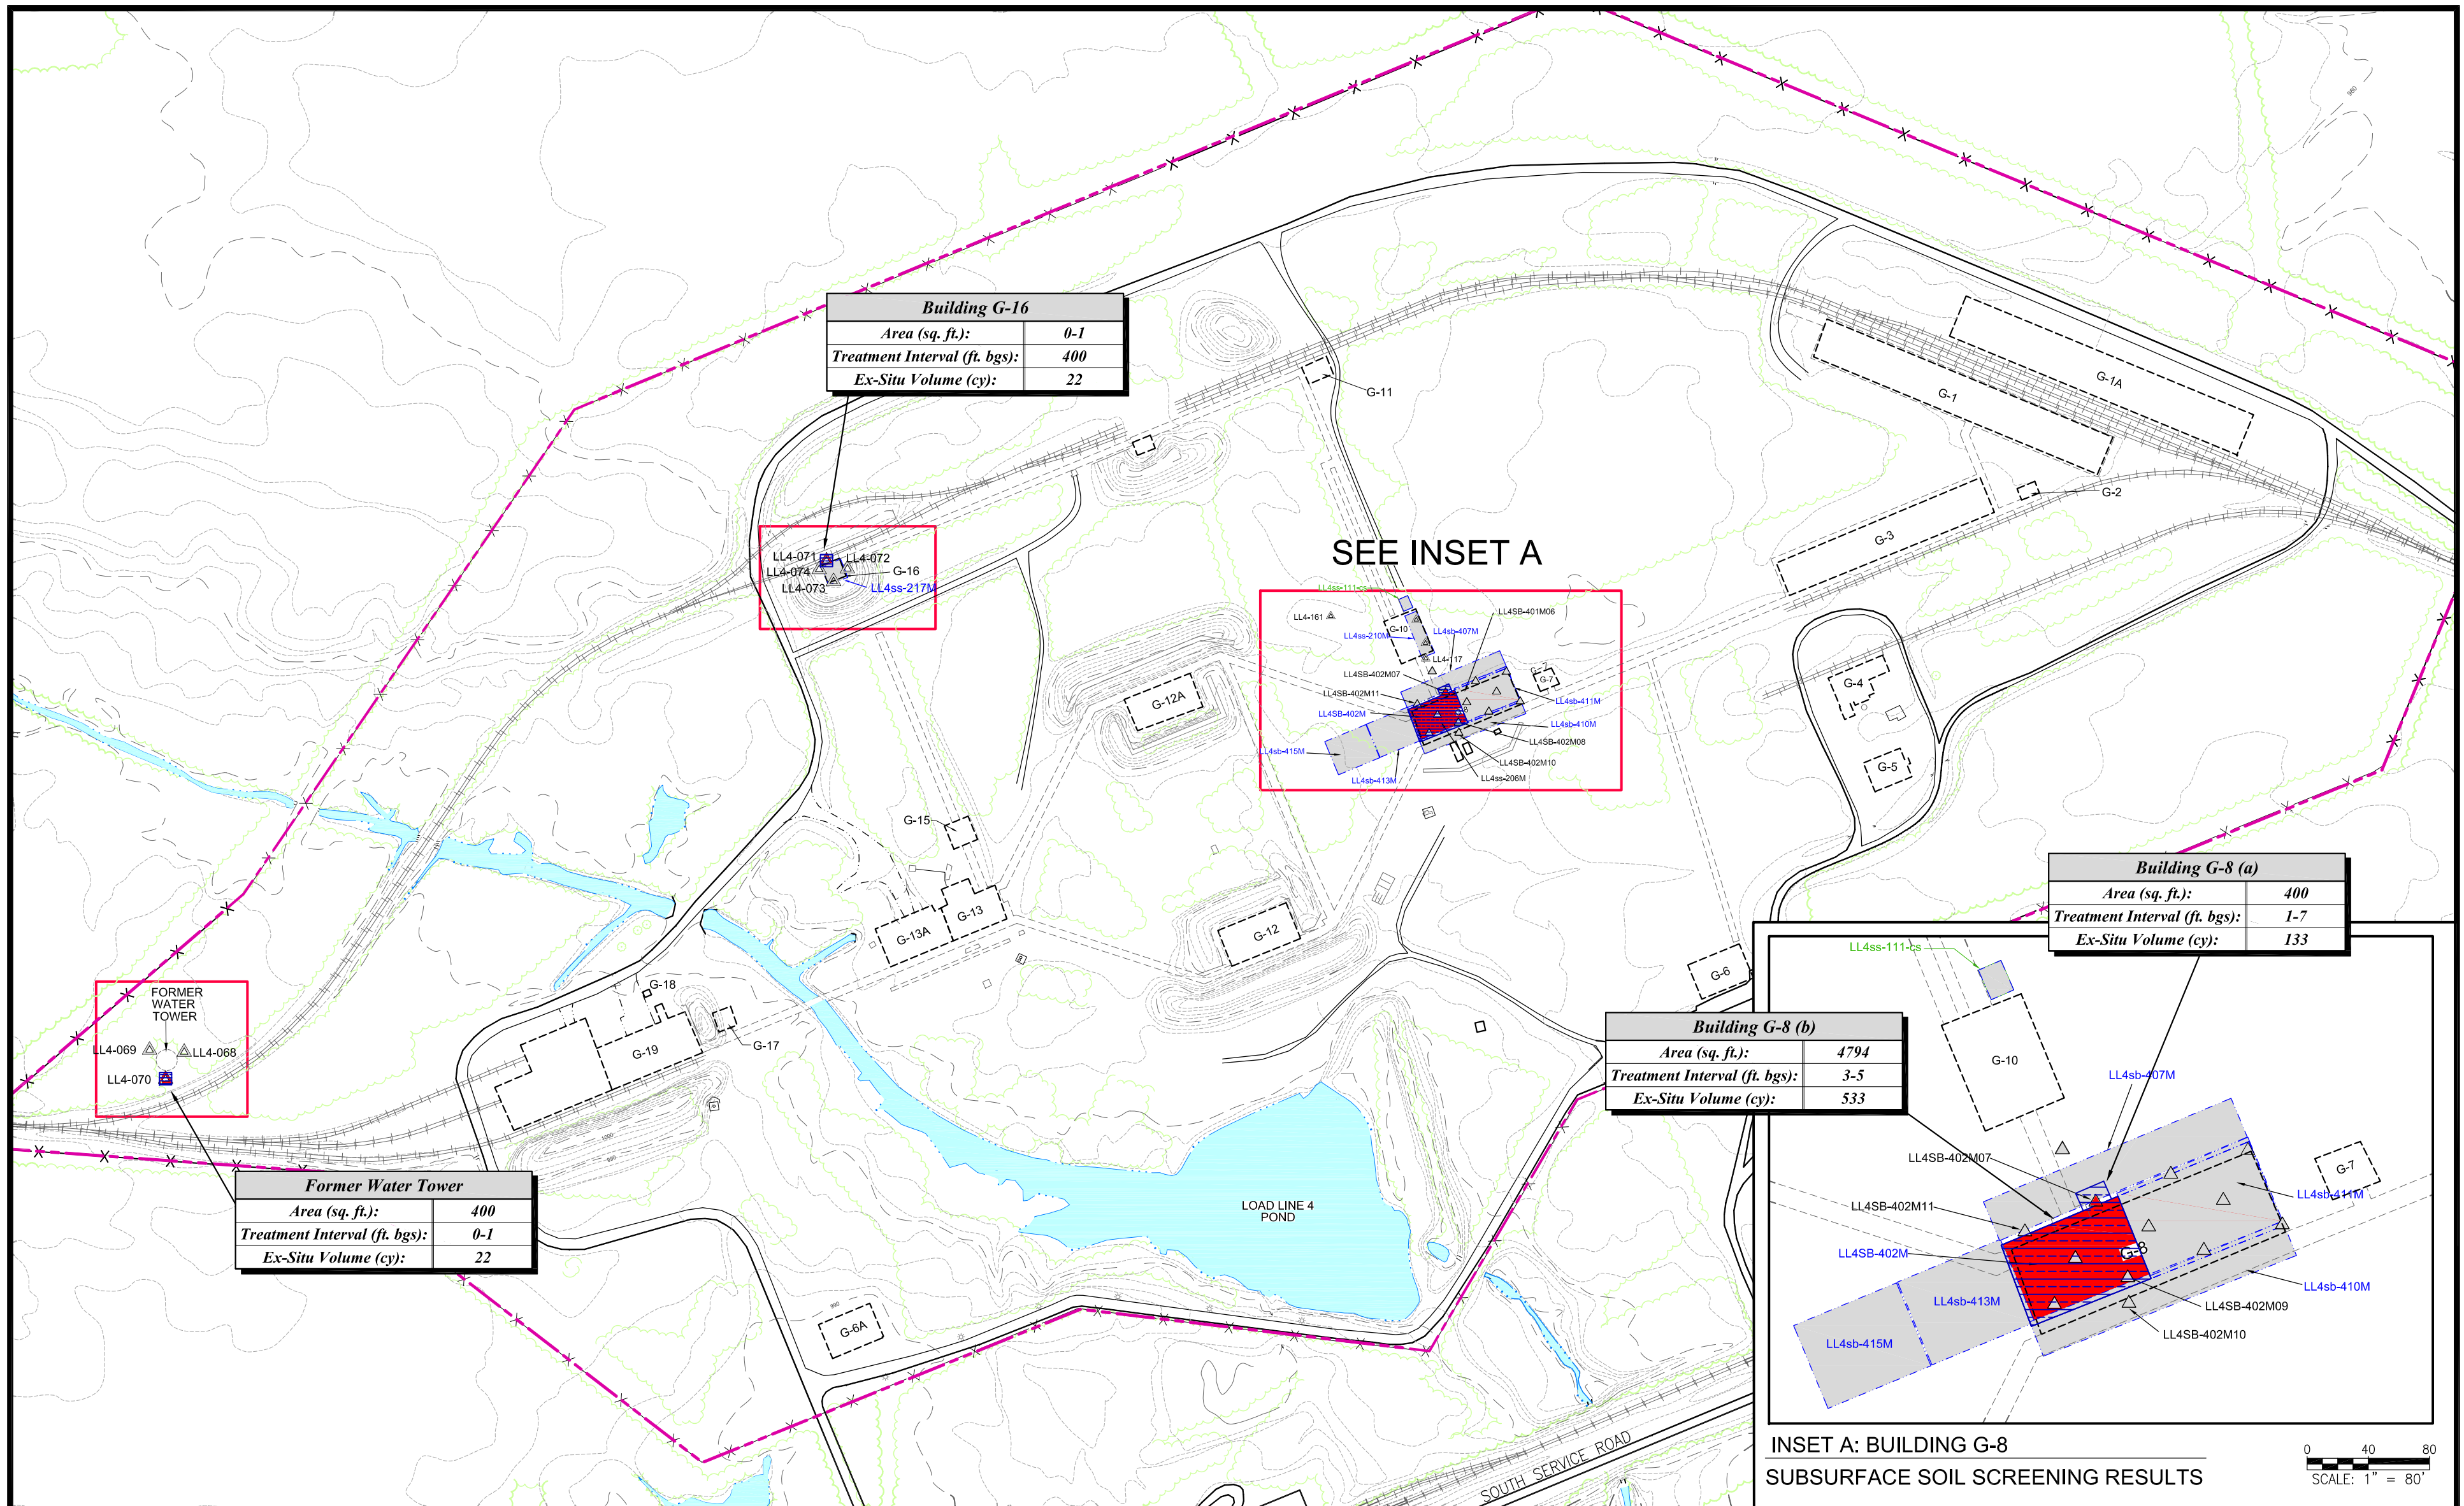 980
Building G-16
Area (sq. ft.): 0-1
Treatment Interval (ft. bgs): 400
Ex-Situ Volume (cy): 22
G-11
G-1A
G-1
G-2
G-3
SEE INSET A
LL4-071
LL4-072
LL4-074
G-16
LL4-073
LL4ss-217M
LL4ss-111-cs
LL4-161
LL4SB-401M06
G-10
LL4ss-210M
LL4sb-407M
LL4-117
LL4SB-402M07
G-7
G-7
LL4SB-402M11
LL4sb-411M
LL4SB-402M
LL4sb-410M
LL4SB-402M08
LL4sb-415M
LL4SB-402M10
LL4sb-413M
LL4ss-206M
G-4
G-5
G-12A
G-15
G-13
G-13A
G-12
G-6
Building G-8 (a)
Area (sq. ft.): 400
Treatment Interval (ft. bgs): 1-7
Ex-Situ Volume (cy): 133
FORMER
WATER
TOWER
LL4-069
LL4-068
LL4-070
G-18
G-19
G-17
1000
990
Building G-8 (b)
Area (sq. ft.): 4794
Treatment Interval (ft. bgs): 3-5
Ex-Situ Volume (cy): 533
Former Water Tower
Area (sq. ft.): 400
Treatment Interval (ft. bgs): 0-1
Ex-Situ Volume (cy): 22
LOAD LINE 4
POND
990
G-6A
SOUTH SERVICE ROAD
LL4ss-111-cs
G-10
LL4sb-407M
LL4SB-402M07
G-7
LL4sb-411M
LL4SB-402M11
LL4SB-402M
G-8
LL4sb-410M
LL4sb-413M
LL4SB-402M09
LL4SB-402M10
LL4sb-415M
INSET A: BUILDING G-8
SUBSURFACE SOIL SCREENING RESULTS
0 40 80
SCALE: 1" = 80'